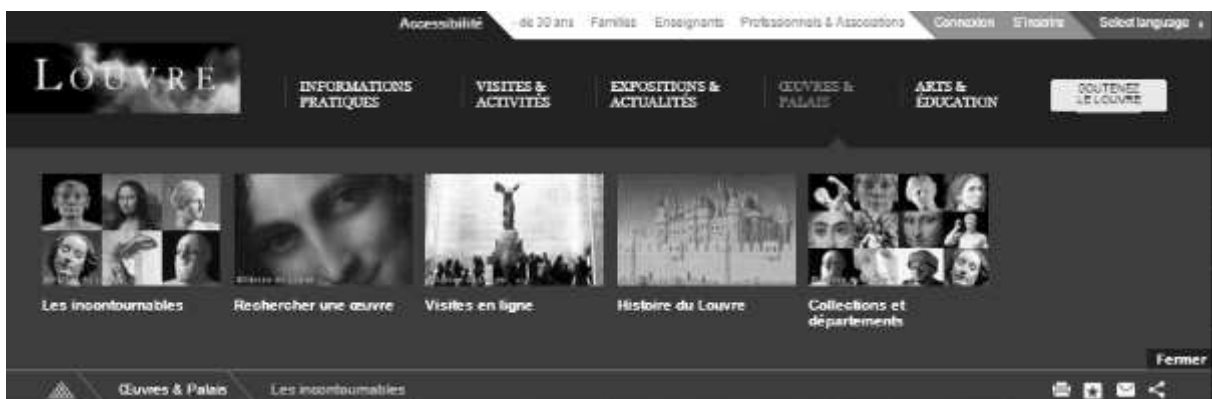 Accessibilité - de 30 ans Familles Enseignants Professionnels & Associations Connexion S'inscrire Select language
LOUVRE
INFORMATIONS
PRATIQUES
VISITES &
ACTIVITÉS
EXPOSITIONS &
ACTUALITÉS
ŒUVRES &
PALAIS
ARTS &
ÉDUCATION
SOUTENEZ
LE LOUVRE
Les incontournables
Reshercher une œuvre
Visites en ligne
Histoire du Louvre
Collections et
départements
Fermer
Œuvres & Palais Les incontournables